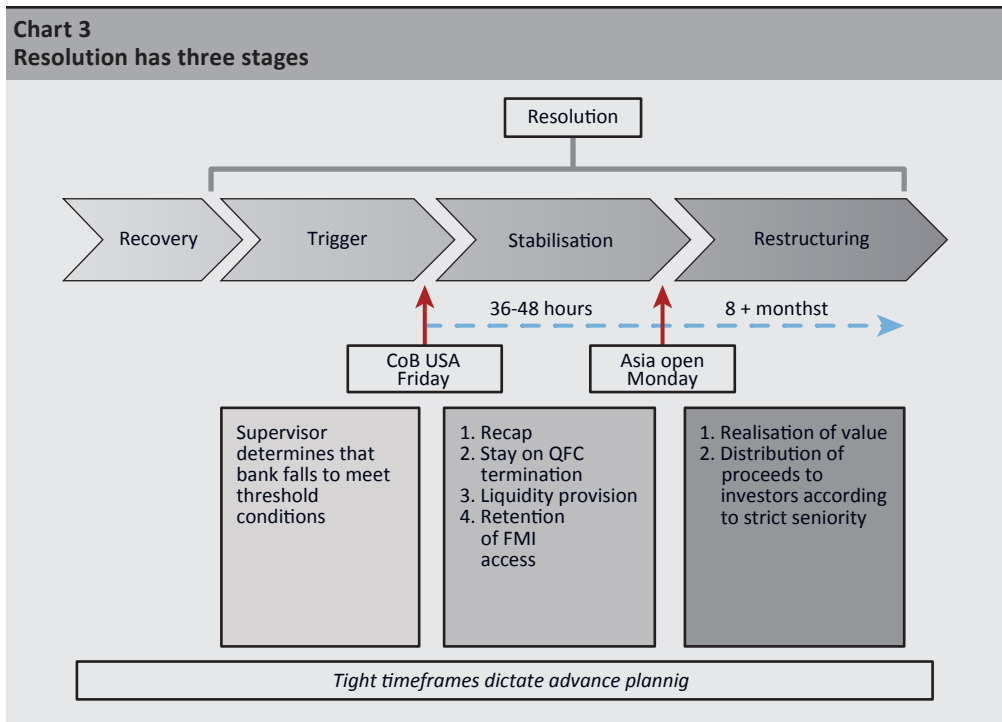 Chart 3
Resolution has three stages
Resolution
Recovery
Trigger
Stabilisation
Restructuring
36-48 hours
8 + monthst
CoB USA
Friday
Asia open
Monday
Supervisor
determines that
bank falls to meet
threshold
conditions
1. Recap
2. Stay on QFC
termination
3. Liquidity provision
4. Retention
of FMI
access
1. Realisation of value
2. Distribution of
proceeds to
investors according
to strict seniority
Tight timeframes dictate advance plannig